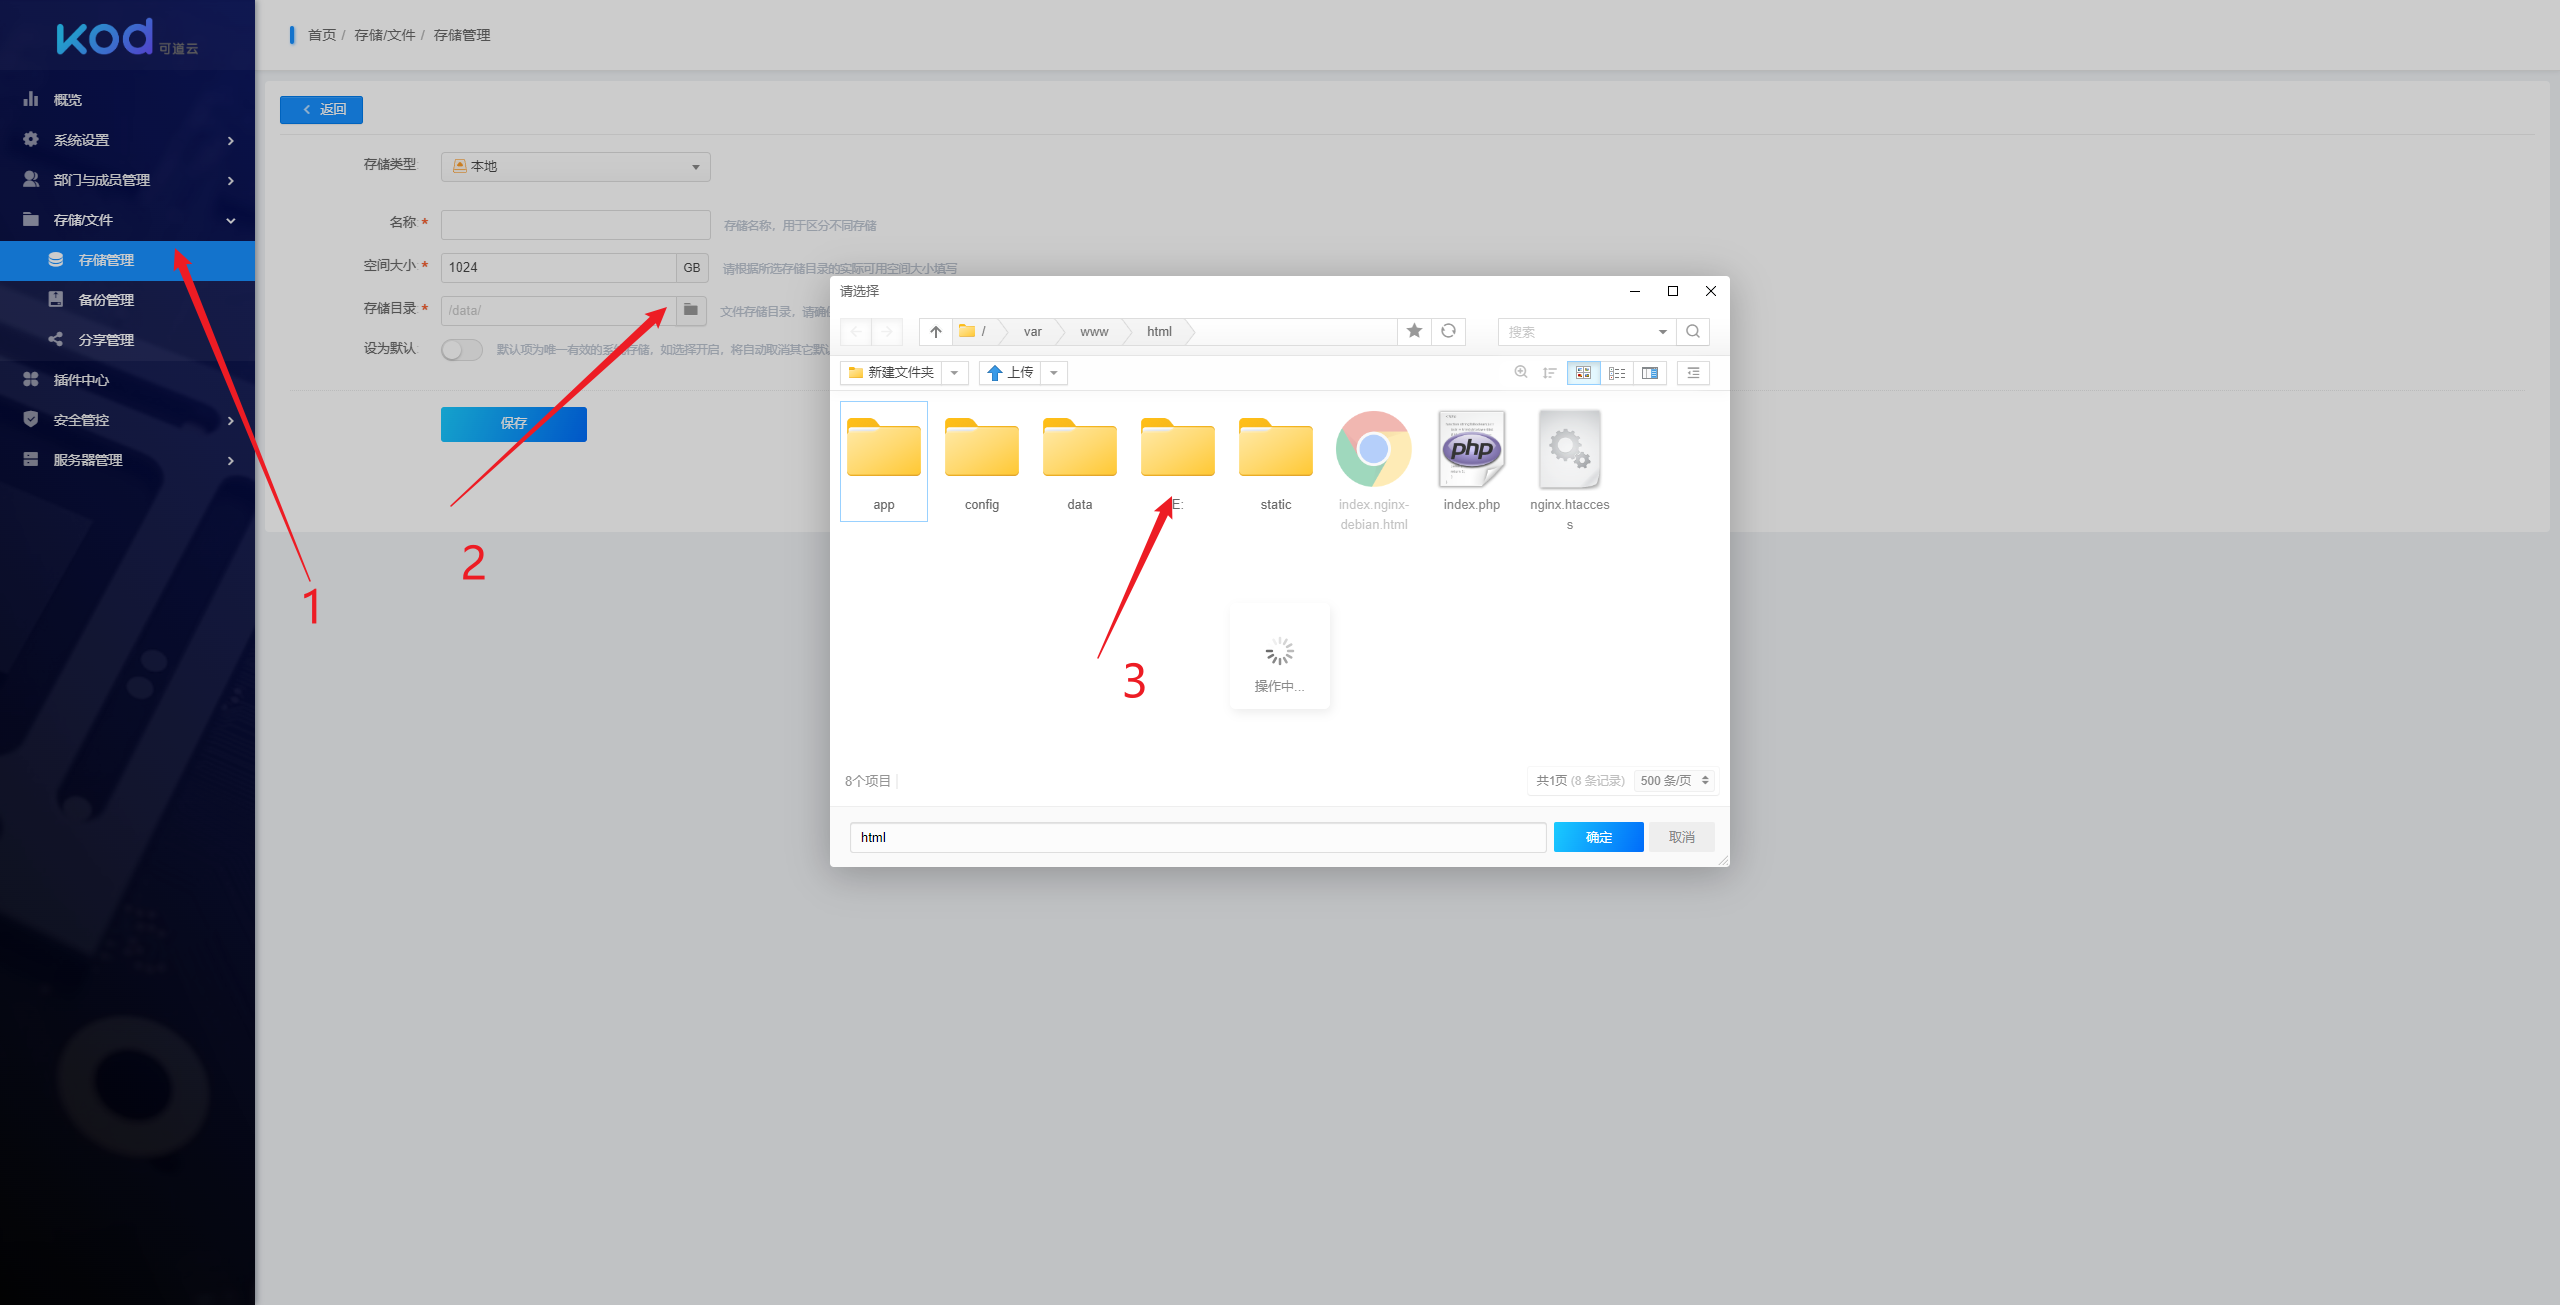 kod 可道云
首页 / 存储/文件 / 存储管理
概览
系统设置
部门与成员管理
存储/文件
存储管理
备份管理
分享管理
插件中心
安全管控
服务器管理
返回
存储类型 本地
名称 * 存储名称，用于区分不同存储
空间大小 * 1024 GB 请根据所选存储目录的实际可用空间大小填写
存储目录 * /data/ 文件存储目录，请确
设为默认 默认项为唯一有效的系统存储，如选择开启，将自动取消其它默
保存
1
2
请选择
/ var www html 搜索
新建文件夹 上传
app config data E: static index.nginx-debian.html index.php nginx.htaccess
3
操作中...
8个项目 共1页 (8 条记录) 500 条/页
html 确定 取消